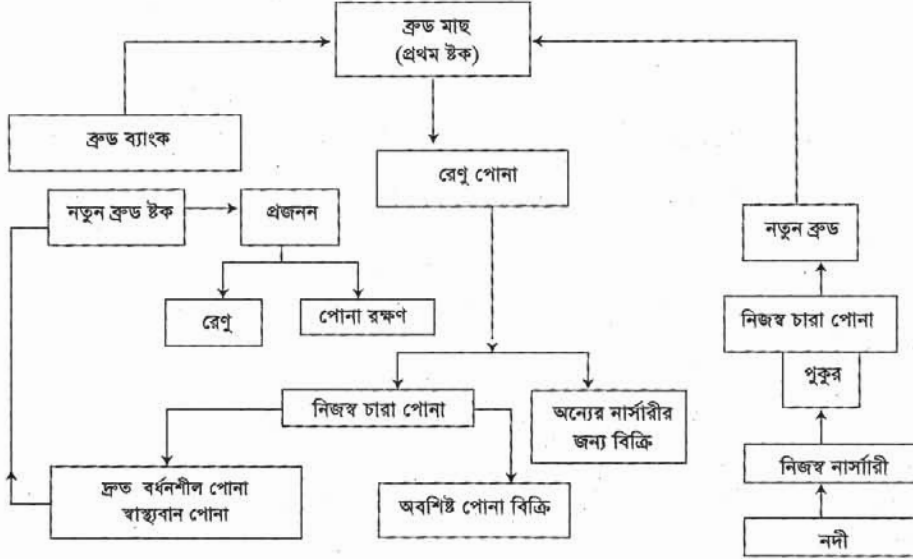 ব্রুড মাছ
(প্রথম ষ্টক)
ব্রুড ব্যাংক
রেণু পোনা
নতুন ব্রুড ষ্টক
প্রজনন
নতুন ব্রুড
রেণু
পোনা রক্ষণ
নিজস্ব চারা পোনা
পুকুর
নিজস্ব চারা পোনা
অন্যের নার্সারীর
জন্য বিক্রি
নিজস্ব নার্সাারী
দ্রুত বর্ধনশীল পোনা
স্বাস্থ্যবান পোনা
অবশিষ্ট পোনা বিক্রি
নদী